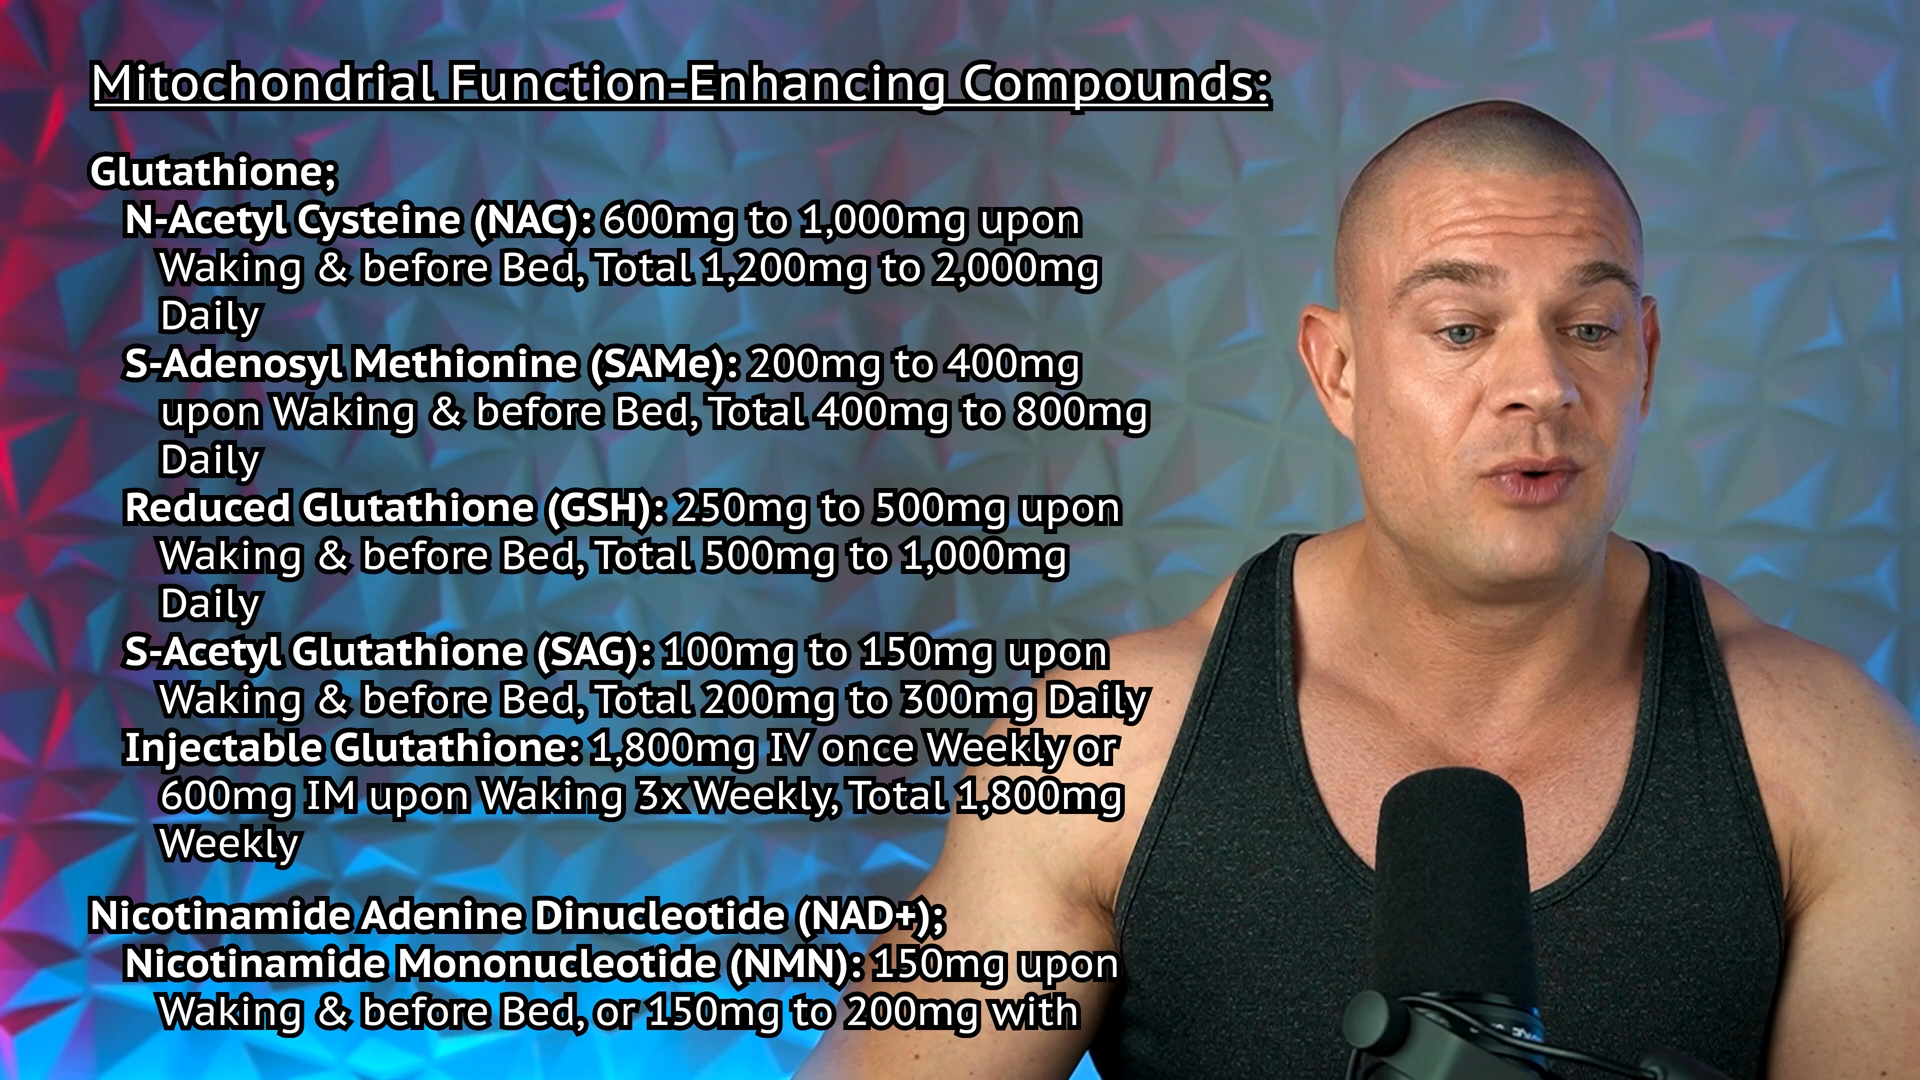 Mitochondrial Function-Enhancing Compounds:
Glutathione;
N-Acetyl Cysteine (NAC): 600mg to 1,000mg upon
Waking & before Bed, Total 1,200mg to 2,000mg
Daily
S-Adenosyl Methionine (SAMe): 200mg to 400mg
upon Waking & before Bed, Total 400mg to 800mg
Daily
Reduced Glutathione (GSH): 250mg to 500mg upon
Waking & before Bed, Total 500mg to 1,000mg
Daily
S-Acetyl Glutathione (SAG): 100mg to 150mg upon
Waking & before Bed, Total 200mg to 300mg Daily
Injectable Glutathione: 1,800mg IV once Weekly or
600mg IM upon Waking 3x Weekly, Total 1,800mg
Weekly
Nicotinamide Adenine Dinucleotide (NAD+);
Nicotinamide Mononucleotide (NMN): 150mg upon
Waking & before Bed, or 150mg to 200mg with